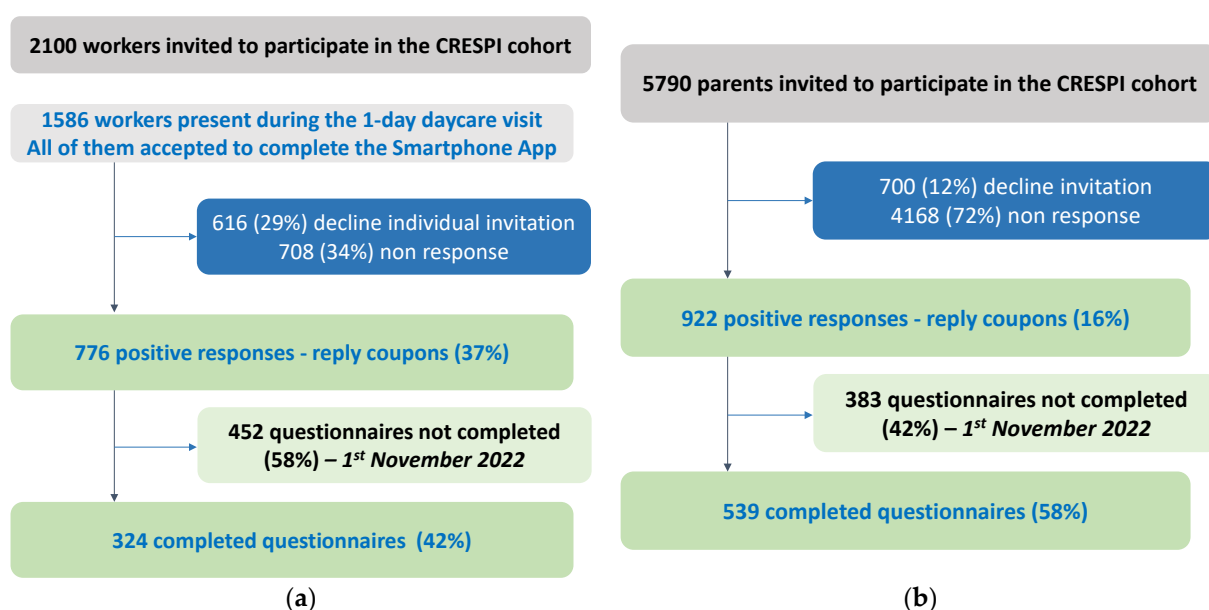 2100 workers invited to participate in the CRESPI cohort
1586 workers present during the 1-day daycare visit
All of them accepted to complete the Smartphone App
616 (29%) decline individual invitation
708 (34%) non response
776 positive responses - reply coupons (37%)
452 questionnaires not completed
(58%) – 1st November 2022
324 completed questionnaires (42%)
(a)
5790 parents invited to participate in the CRESPI cohort
700 (12%) decline invitation
4168 (72%) non response
922 positive responses - reply coupons (16%)
383 questionnaires not completed
(42%) – 1st November 2022
539 completed questionnaires (58%)
(b)